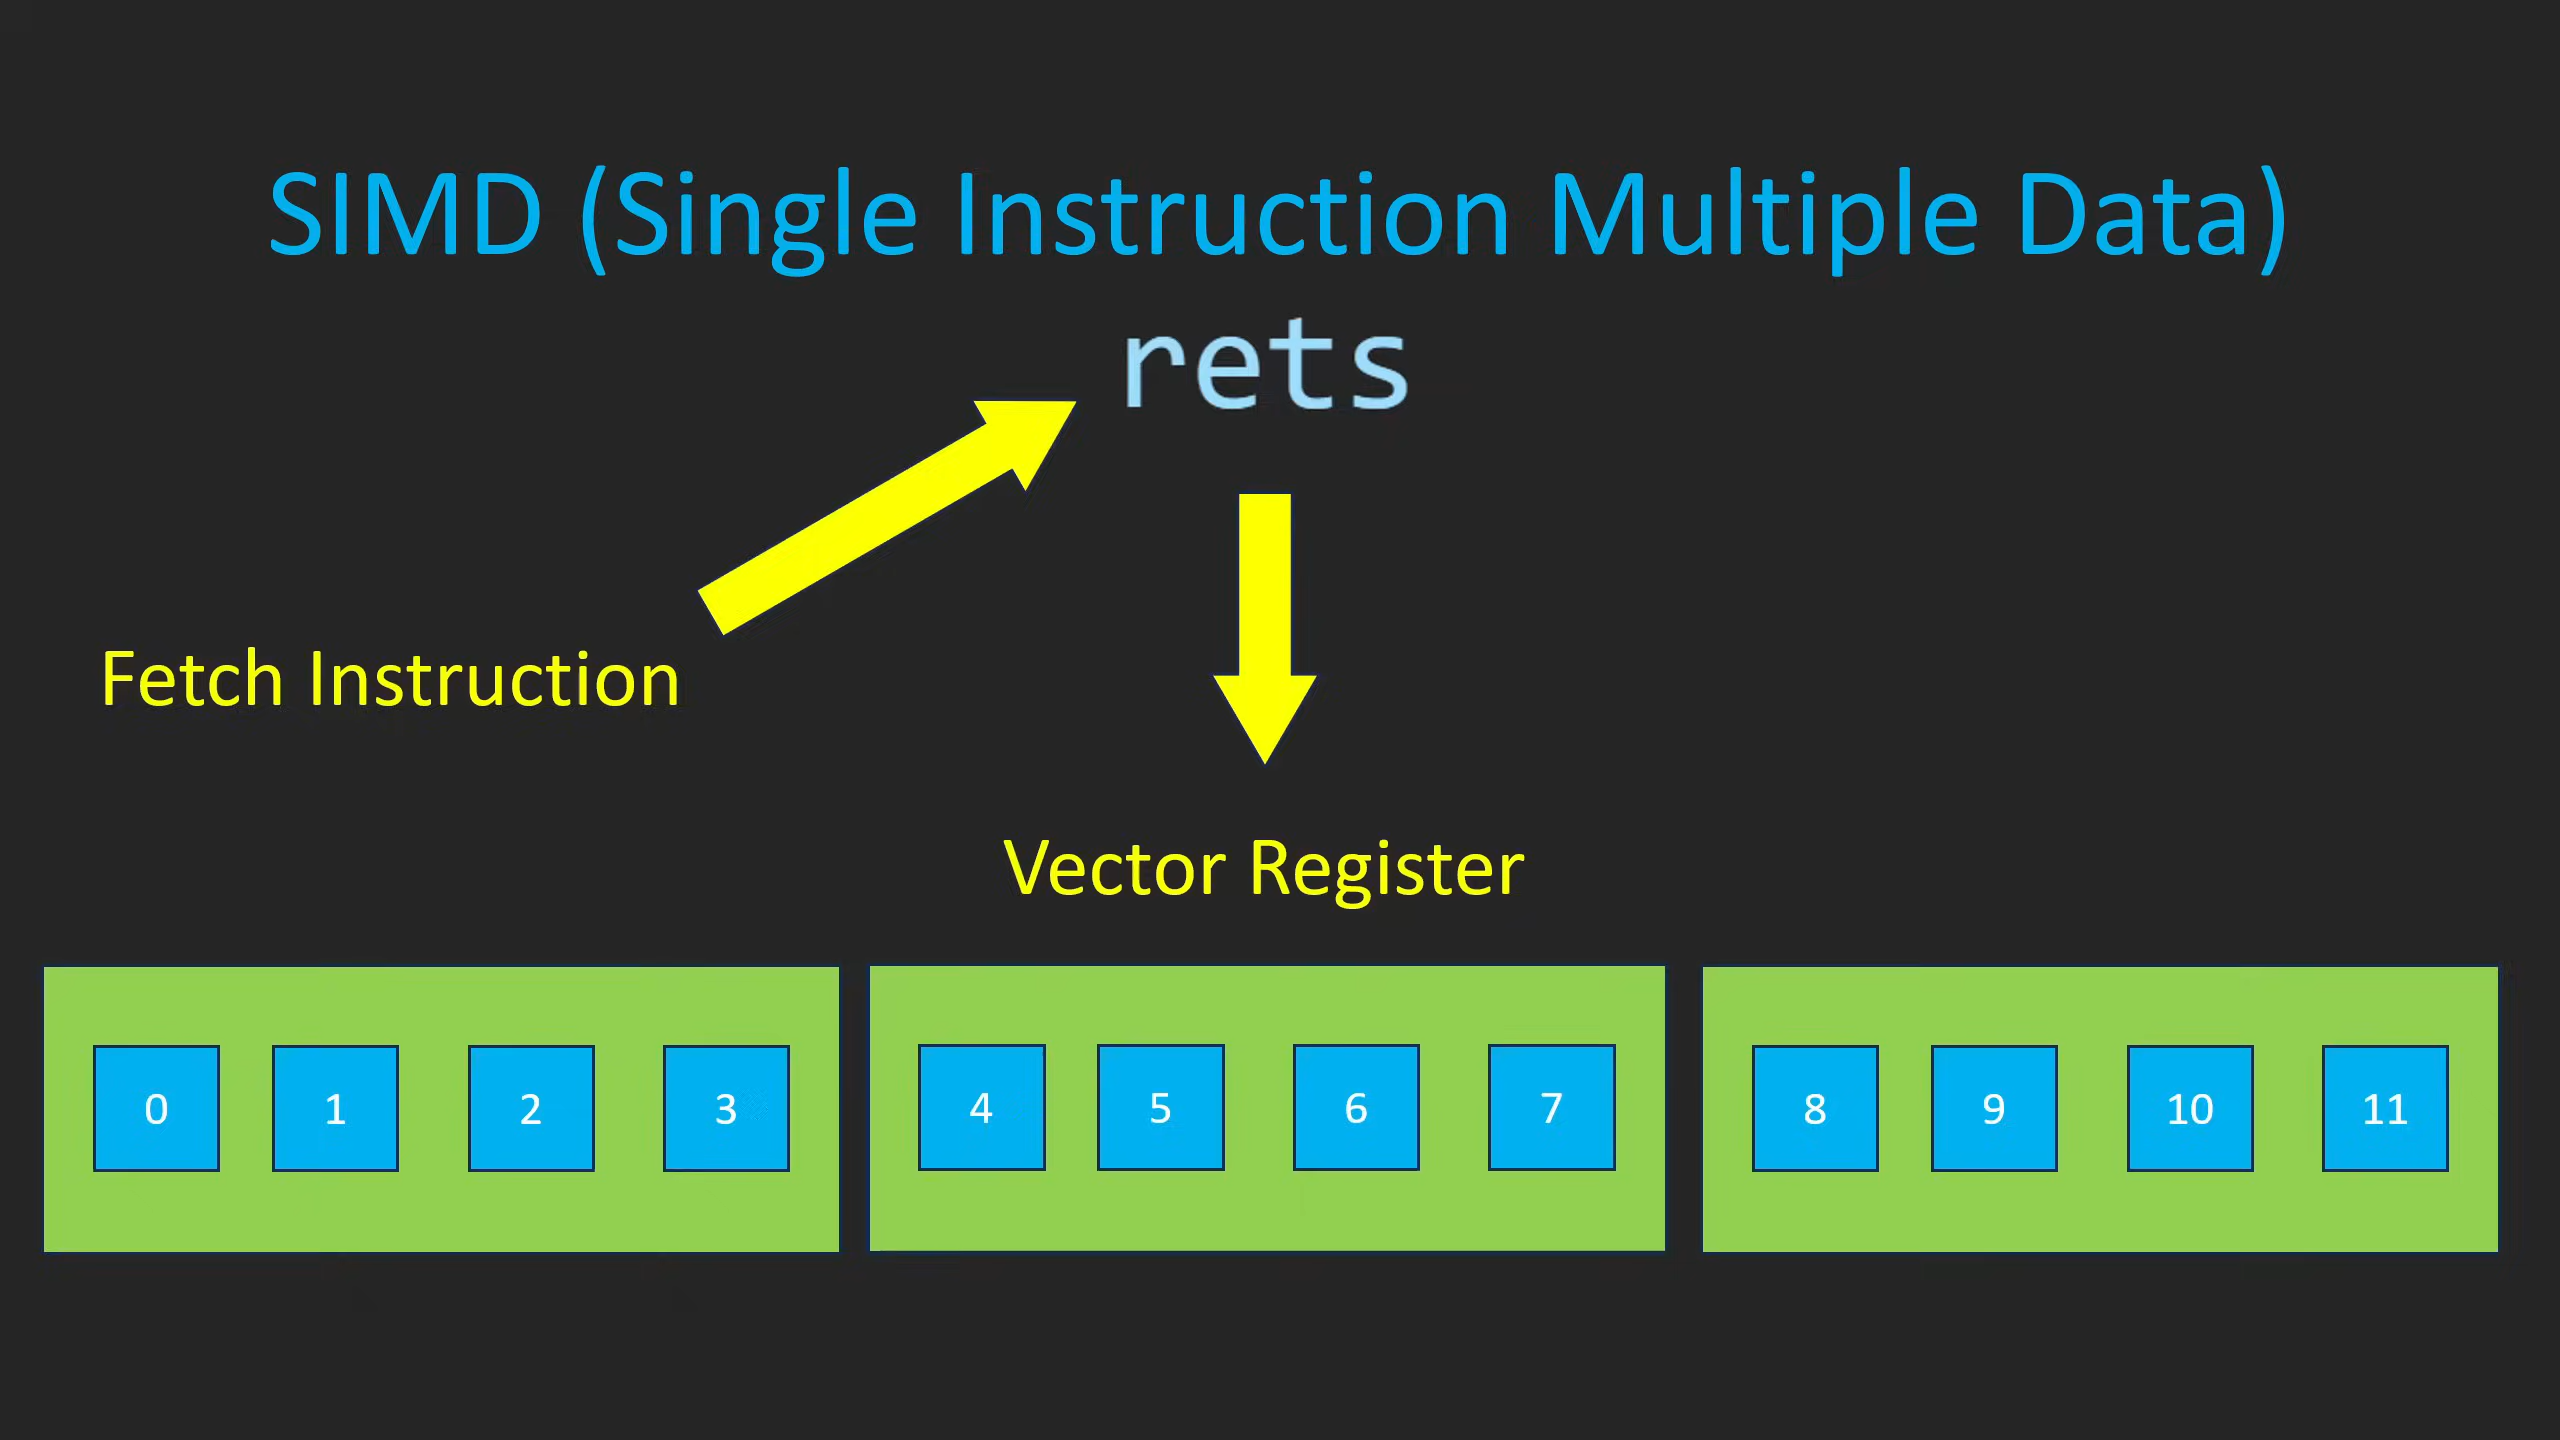 SIMD (Single Instruction Multiple Data)
rets
Fetch Instruction
Vector Register
0 1 2 3 4 5 6 7 8 9 10 11